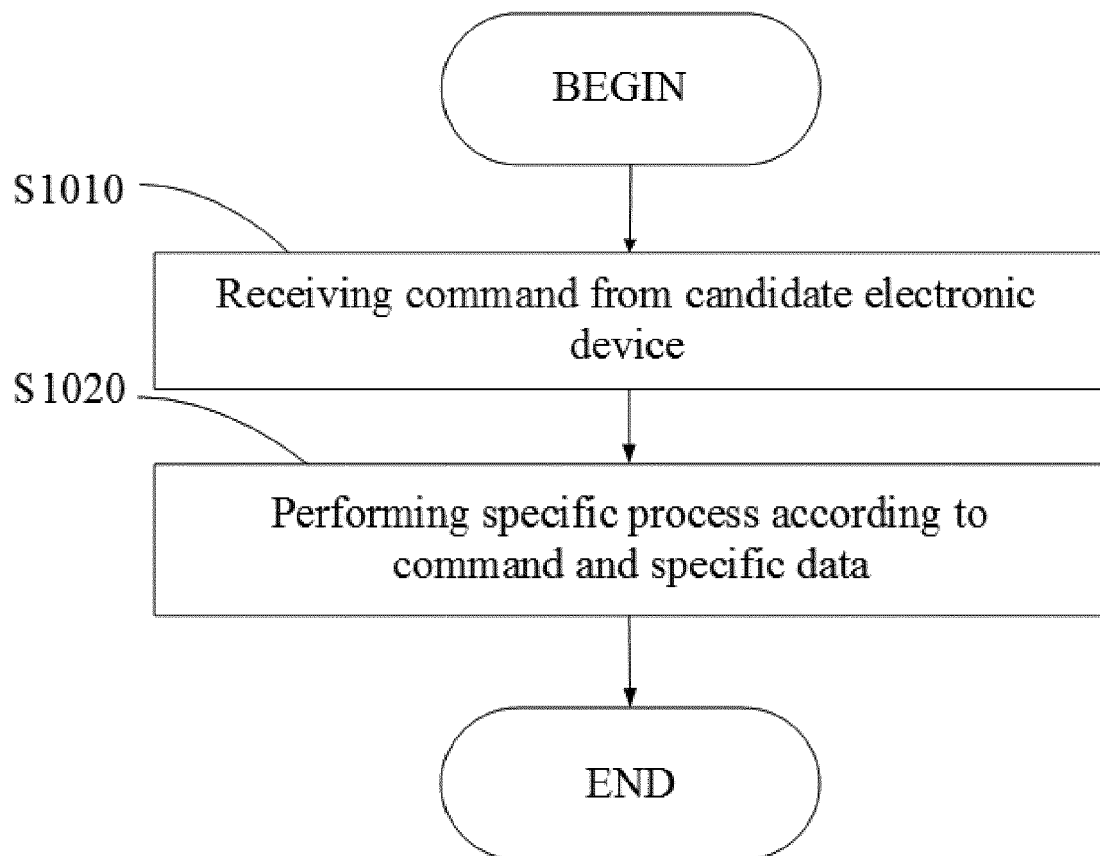 BEGIN
S1010
Receiving command from candidate electronic
device
S1020
Performing specific process according to
command and specific data
END